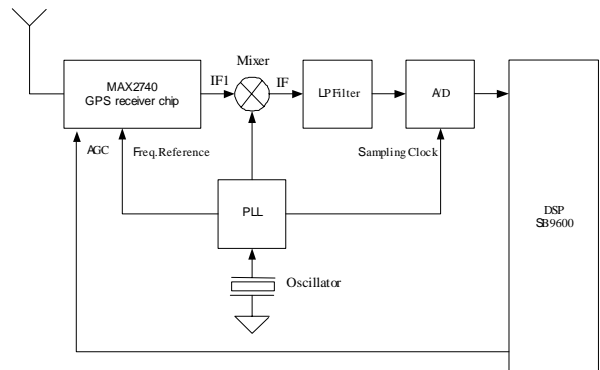 Mixer
MAX2740
GPS receiver chip
IF1
IF
LP Filter
A/D
AGC
Freq. Reference
Sampling Clock
PLL
DSP
SB9600
Oscillator